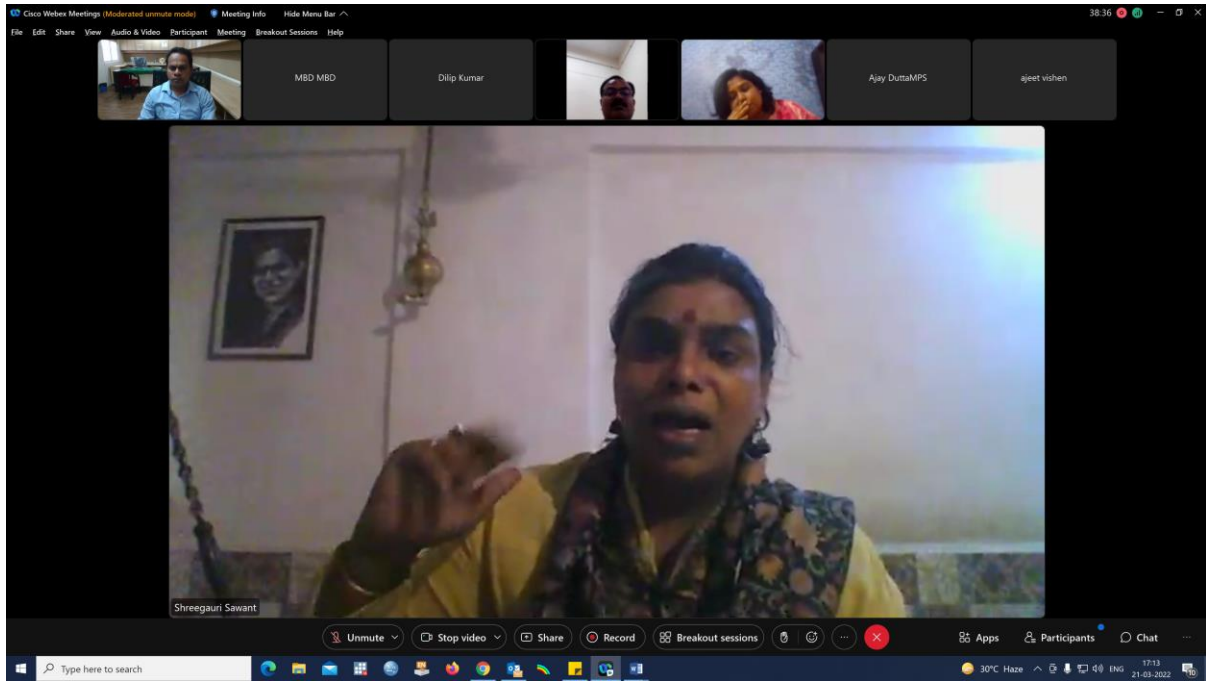 Cisco Webex Meetings (Moderated unmute mode) Meeting Info Hide Menu Bar 38:36
File Edit Share View Audio & Video Participant Meeting Breakout Sessions Help
MBD MBD Dilip Kumar Ajay DuttaMPS ajeet vishen
Shreegauri Sawant
Unmute Stop video Share Record Breakout sessions Apps Participants Chat
Type here to search 30°C Haze ENG 17:13
21-03-2022